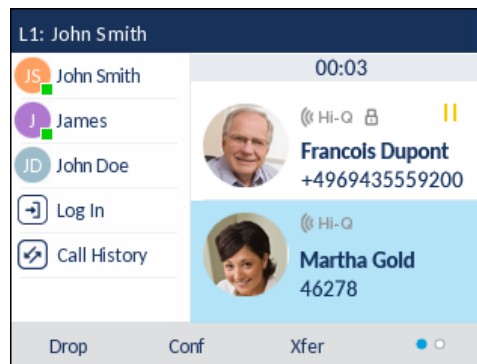 L1: John Smith
JS John Smith
J James
JD John Doe
Log In
Call History
00:03
Hi-Q
Francois Dupont
+4969435559200
Hi-Q
Martha Gold
46278
Drop Conf Xfer